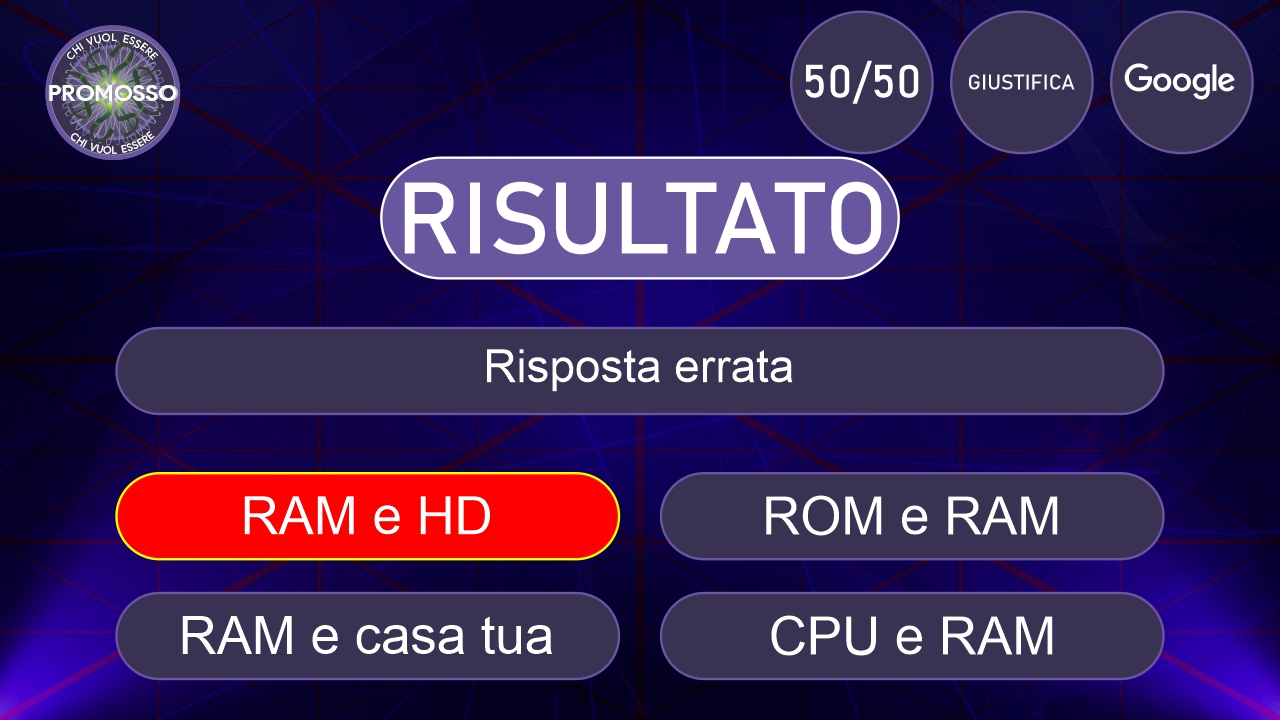 CHI VUOL ESSERE
PROMOSSO
CHI VUOL ESSERE
50/50
GIUSTIFICA
Google
RISULTATO
Risposta errata
RAM e HD
ROM e RAM
RAM e casa tua
CPU e RAM